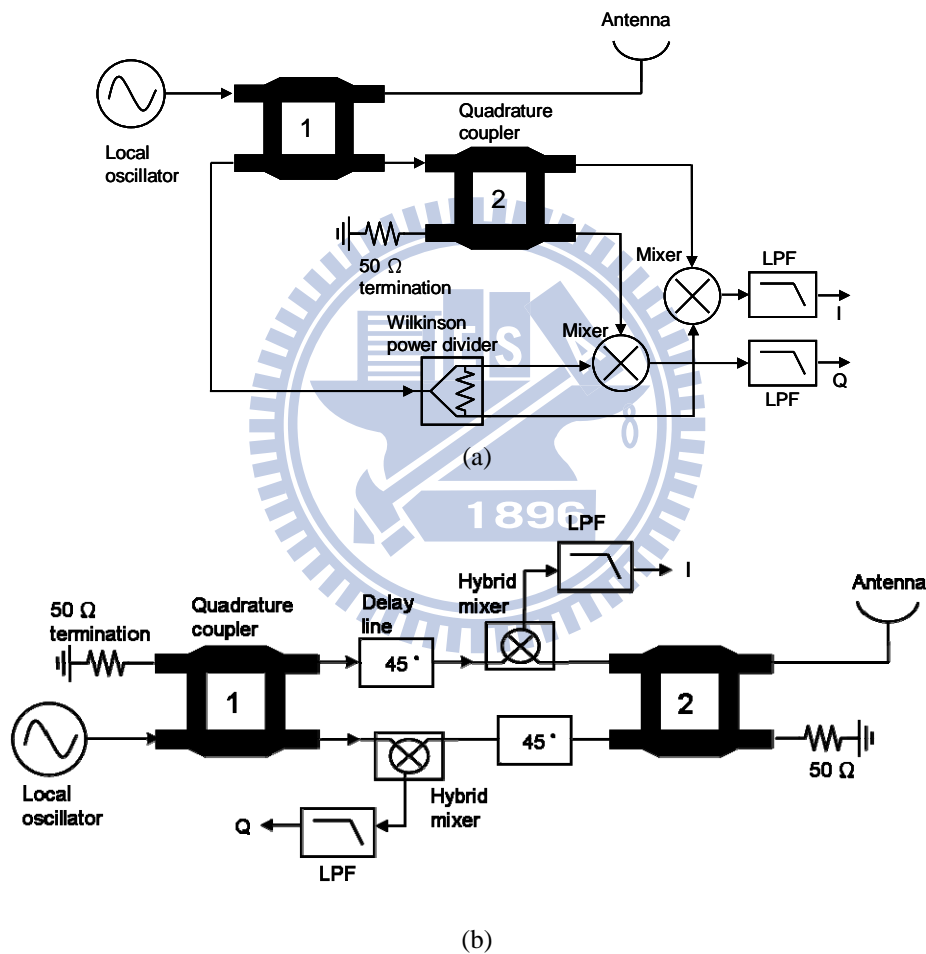 Antenna
Quadrature
coupler
1
Local
oscillator
2
50 Ω
termination
Mixer
LPF
I
Wilkinson
power divider
Mixer
Q
LPF
(a)
1896
LPF
I
Hybrid
mixer
Antenna
50 Ω
termination
Quadrature
coupler
Delay
line
45°
1
2
45°
50 Ω
Local
oscillator
Hybrid
mixer
Q
LPF
(b)